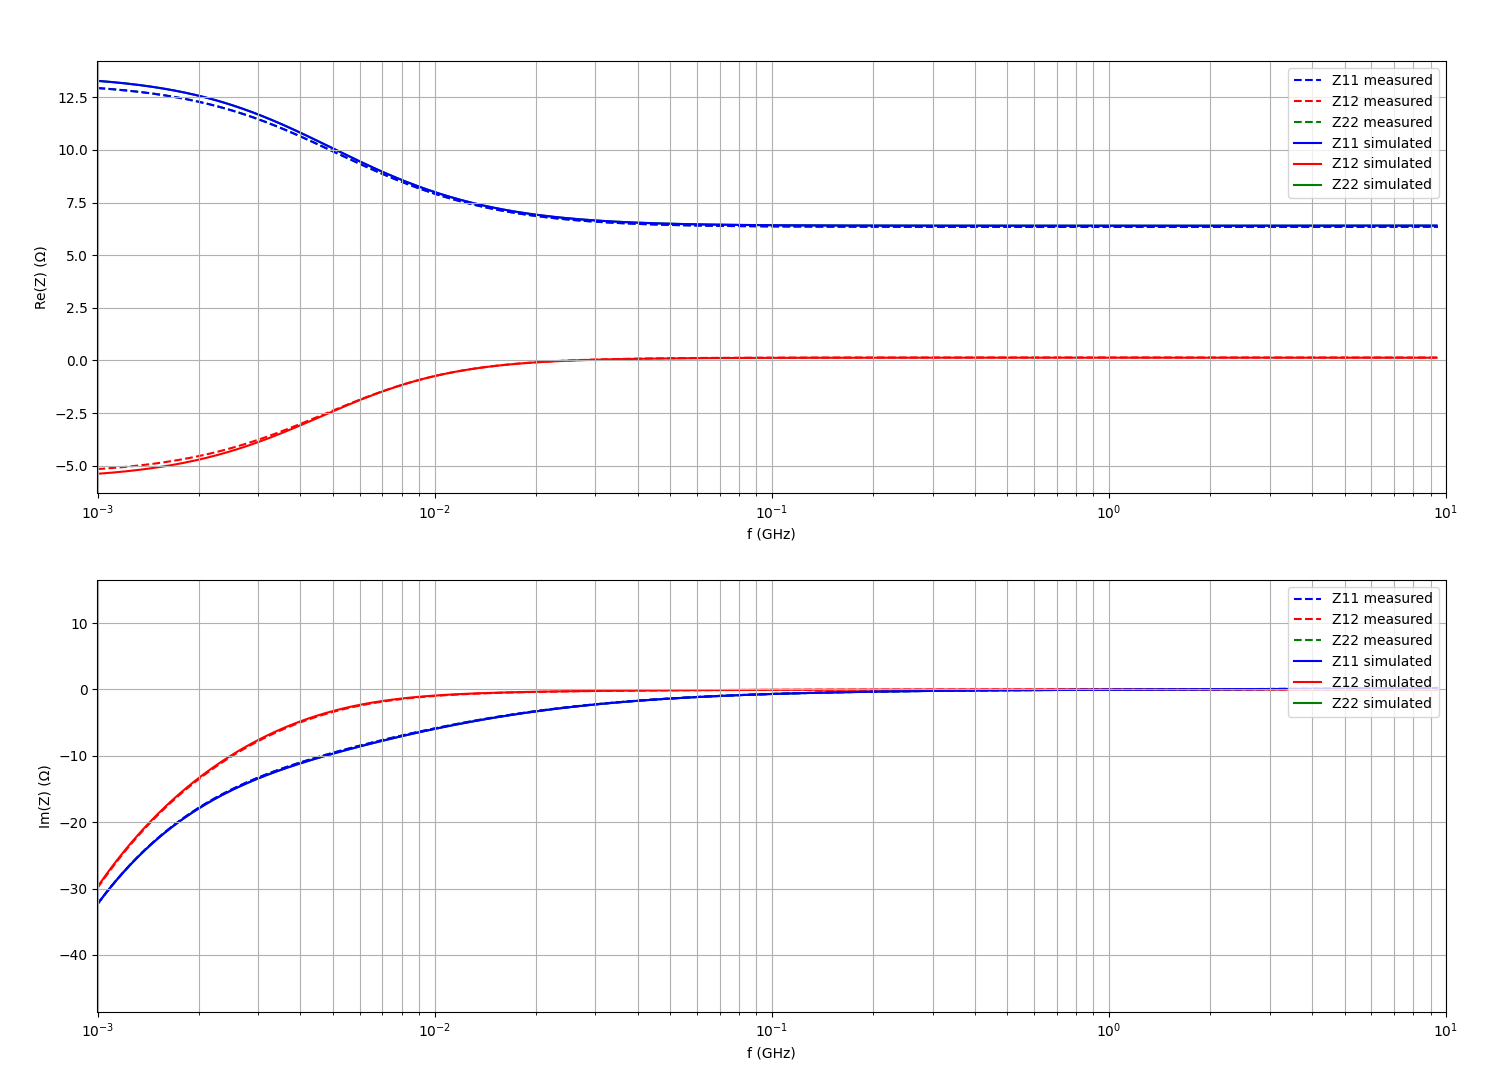 12.5
10.0
7.5
5.0
2.5
0.0
−2.5
−5.0
Re(Z) (Ω)
Z11 measured
Z12 measured
Z22 measured
Z11 simulated
Z12 simulated
Z22 simulated
10⁻³ 10⁻² 10⁻¹ 10⁰ 10¹
f (GHz)
10
0
−10
−20
−30
−40
Im(Z) (Ω)
Z11 measured
Z12 measured
Z22 measured
Z11 simulated
Z12 simulated
Z22 simulated
10⁻³ 10⁻² 10⁻¹ 10⁰ 10¹
f (GHz)